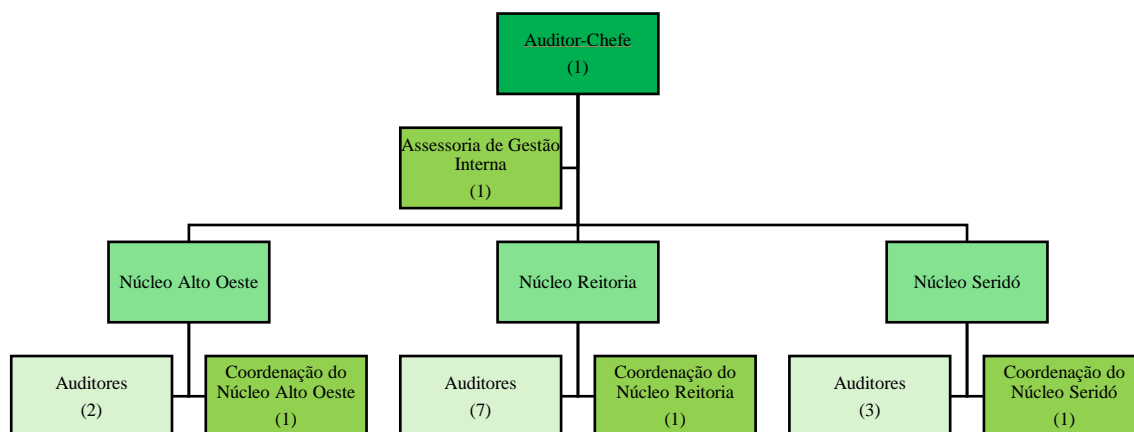 Auditor-Chefe
(1)
Assessoria de Gestão
Interna
(1)
Núcleo Alto Oeste
Núcleo Reitoria
Núcleo Seridó
Auditores
(2)
Coordenação do
Núcleo Alto Oeste
(1)
Auditores
(7)
Coordenação do
Núcleo Reitoria
(1)
Auditores
(3)
Coordenação do
Núcleo Seridó
(1)